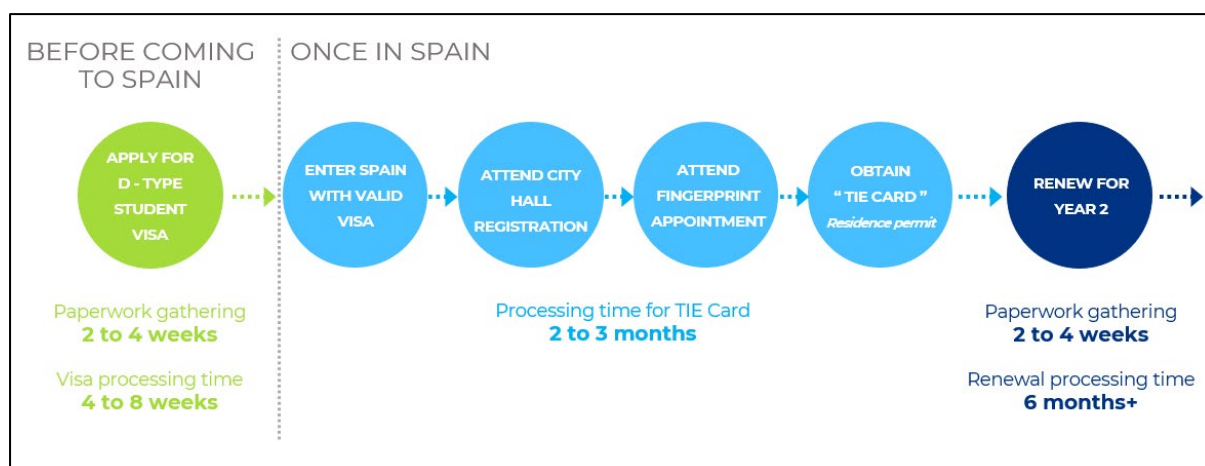 BEFORE COMING
TO SPAIN
ONCE IN SPAIN
APPLY FOR
D - TYPE
STUDENT
VISA
ENTER SPAIN
WITH VALID
VISA
ATTEND CITY
HALL
REGISTRATION
ATTEND
FINGERPRINT
APPOINTMENT
OBTAIN
“ TIE CARD ”
Residence permit
RENEW FOR
YEAR 2
Paperwork gathering
2 to 4 weeks
Visa processing time
4 to 8 weeks
Processing time for TIE Card
2 to 3 months
Paperwork gathering
2 to 4 weeks
Renewal processing time
6 months+